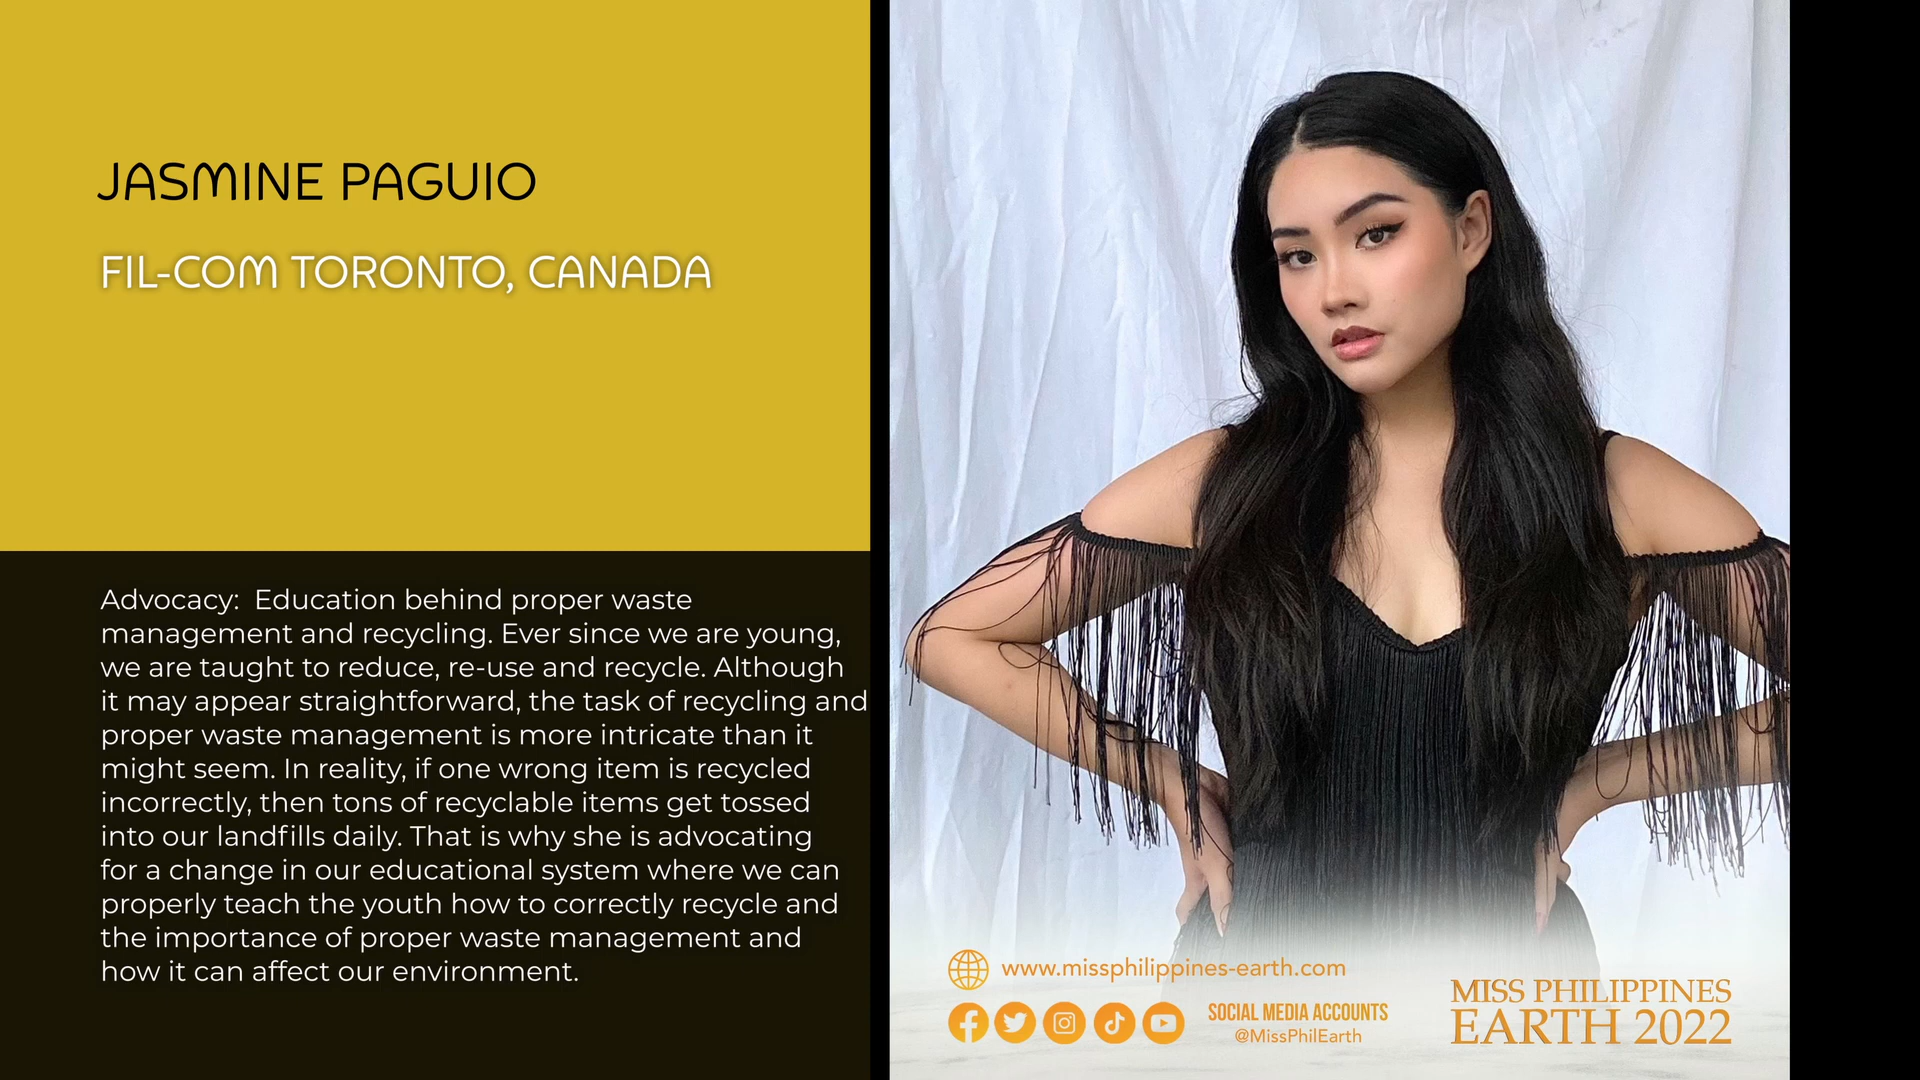 JASMINE PAGUIO
FIL-COM TORONTO, CANADA
Advocacy:  Education behind proper waste
management and recycling. Ever since we are young,
we are taught to reduce, re-use and recycle. Although
it may appear straightforward, the task of recycling and
proper waste management is more intricate than it
might seem. In reality, if one wrong item is recycled
incorrectly, then tons of recyclable items get tossed
into our landfills daily. That is why she is advocating
for a change in our educational system where we can
properly teach the youth how to correctly recycle and
the importance of proper waste management and
how it can affect our environment.
www.missphilippines-earth.com
SOCIAL MEDIA ACCOUNTS
@MissPhilEarth
MISS PHILIPPINES
EARTH 2022